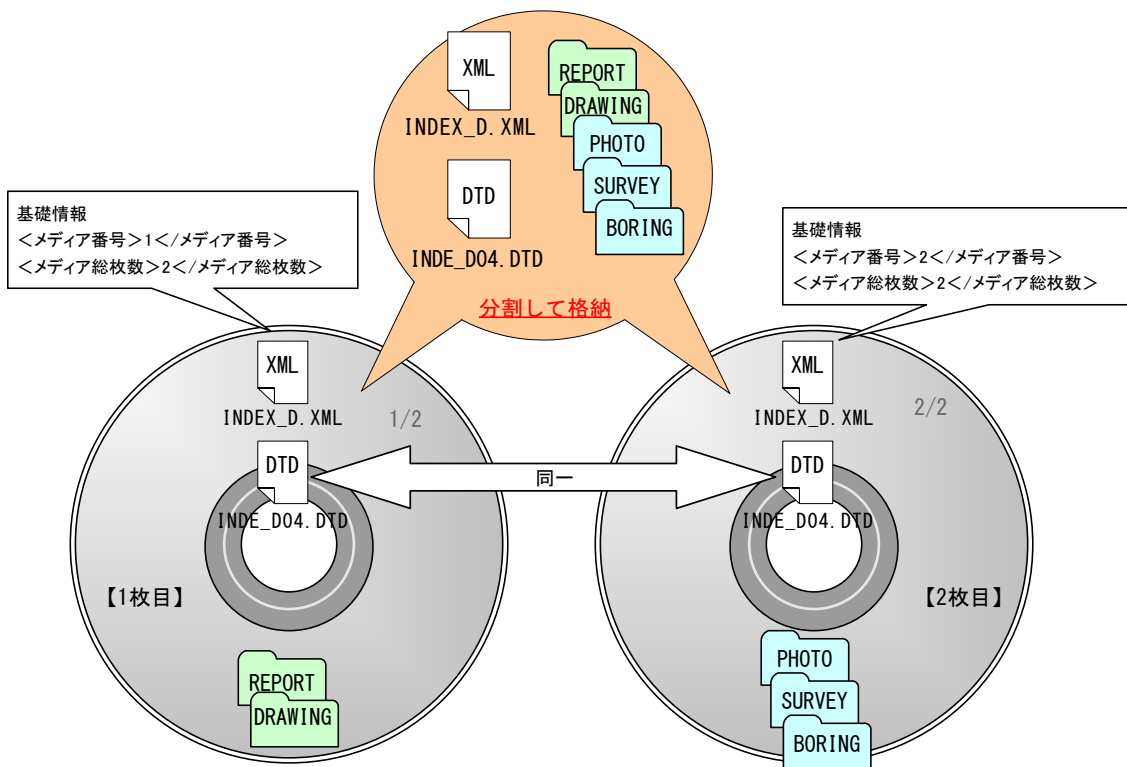 XML
INDEX_D.XML
DTD
INDE_D04.DTD
REPORT
DRAWING
PHOTO
SURVEY
BORING
分割して格納
基礎情報
<メディア番号>1</メディア番号>
<メディア総枚数>2</メディア総枚数>
基礎情報
<メディア番号>2</メディア番号>
<メディア総枚数>2</メディア総枚数>
XML
INDEX_D.XML
1/2
DTD
INDE_D04.DTD
【1枚目】
REPORT
DRAWING
同一
XML
INDEX_D.XML
2/2
DTD
INDE_D04.DTD
【2枚目】
PHOTO
SURVEY
BORING